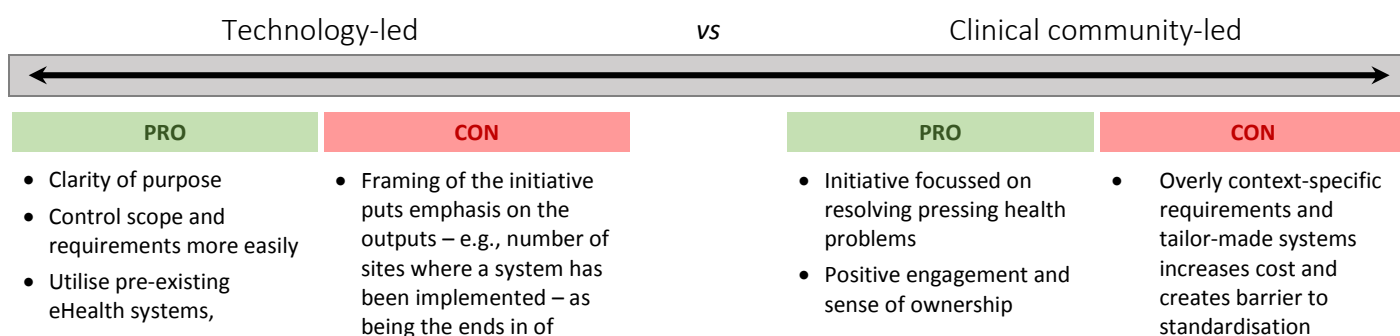 Technology-led vs Clinical community-led
PRO
CON
• Clarity of purpose
• Control scope and
requirements more easily
• Utilise pre-existing
eHealth systems,
• Framing of the initiative
puts emphasis on the
outputs – e.g., number of
sites where a system has
been implemented – as
being the ends in of
PRO
CON
• Initiative focussed on
resolving pressing health
problems
• Positive engagement and
sense of ownership
• Overly context-specific
requirements and
tailor-made systems
increases cost and
creates barrier to
standardisation